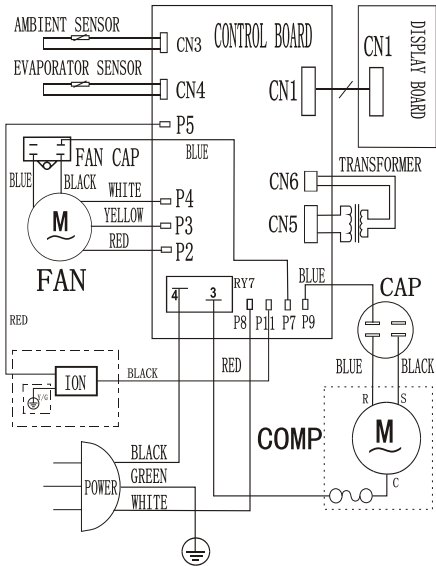 AMBIENT SENSOR
CN3
CONTROL BOARD
CN1
DISPLAY BOARD
EVAPORATOR SENSOR
CN4
CN1
P5
BLUE
FAN CAP
TRANSFORMER
BLUE
BLACK
WHITE
P4
CN6
YELLOW
P3
CN5
M
RED
P2
FAN
RY7
BLUE
CAP
4
3
P8
P11
P7
P9
RED
BLACK
RED
BLUE
BLACK
ION
Y/G
R
S
M
COMP
C
BLACK
POWER
GREEN
WHITE